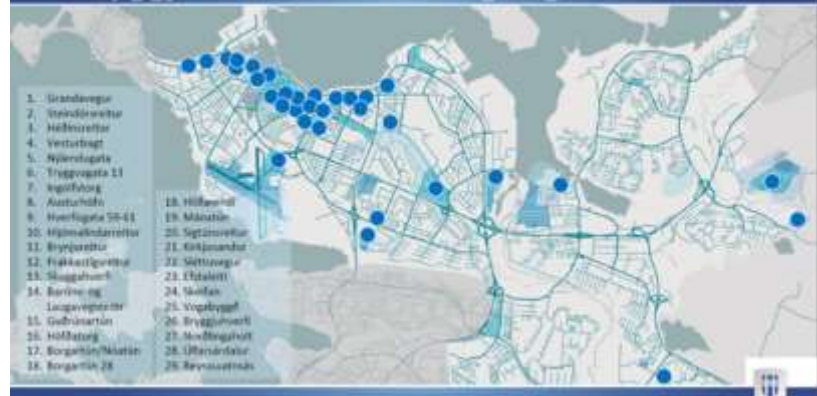 1. Grandavegur
2. Steindórsreitur
3. Héðinsreitur
4. Vesturbugt
5. Nýlendugata
6. Tryggvagata 13
7. Ingólfstorg
8. Austurhöfn
9. Hverfisgata 59-61
10. Hljómalindarreitur
11. Brynjureitur
12. Frakkastígsreitur
13. Skuggahverfi
14. Baróns- og
Laugavegsreitir
15. Guðrúnartún
16. Höfðatorg
17. Borgartún/Nóatún
18. Borgartún 28
19. Mánatún
20. Sigtúnsreitur
21. Kirkjusandur
22. Sléttuvegur
23. Efstaleiti
24. Skeifan
25. Vogabyggð
26. Bryggjuhverfi
27. Norðlingaholt
28. Úlfarsárdalur
29. Reynisvatnsás